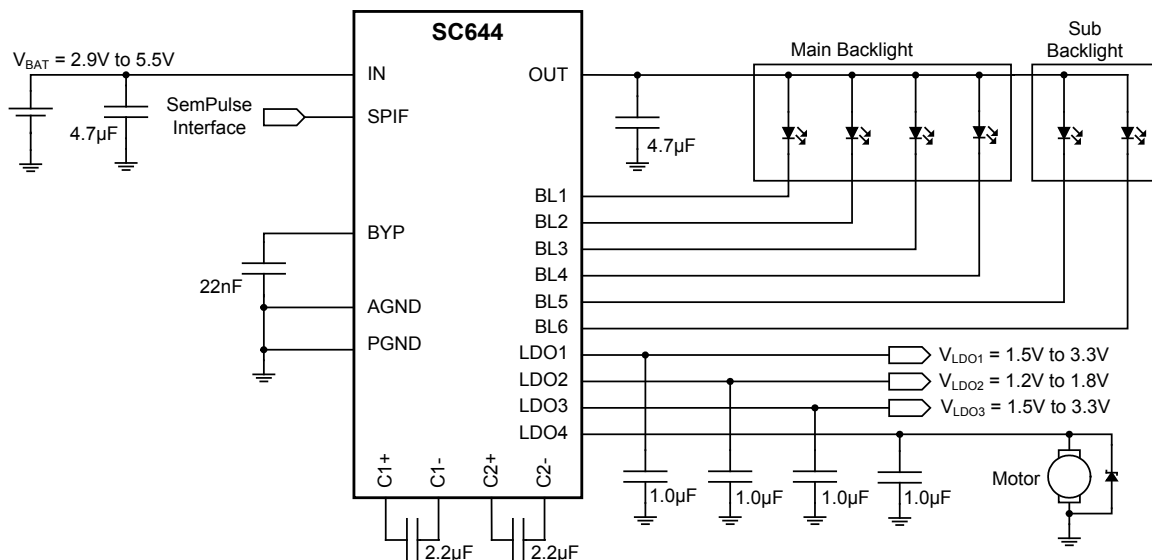 SC644
Sub
Backlight
Main Backlight
V_BAT = 2.9V to 5.5V
IN
OUT
SemPulse
Interface
SPIF
4.7µF
4.7µF
BL1
BL2
BYP
BL3
BL4
22nF
BL5
AGND
BL6
PGND
LDO1
V_LDO1 = 1.5V to 3.3V
LDO2
V_LDO2 = 1.2V to 1.8V
LDO3
V_LDO3 = 1.5V to 3.3V
LDO4
C1+
C1-
C2+
C2-
Motor
1.0µF
1.0µF
1.0µF
1.0µF
2.2µF
2.2µF